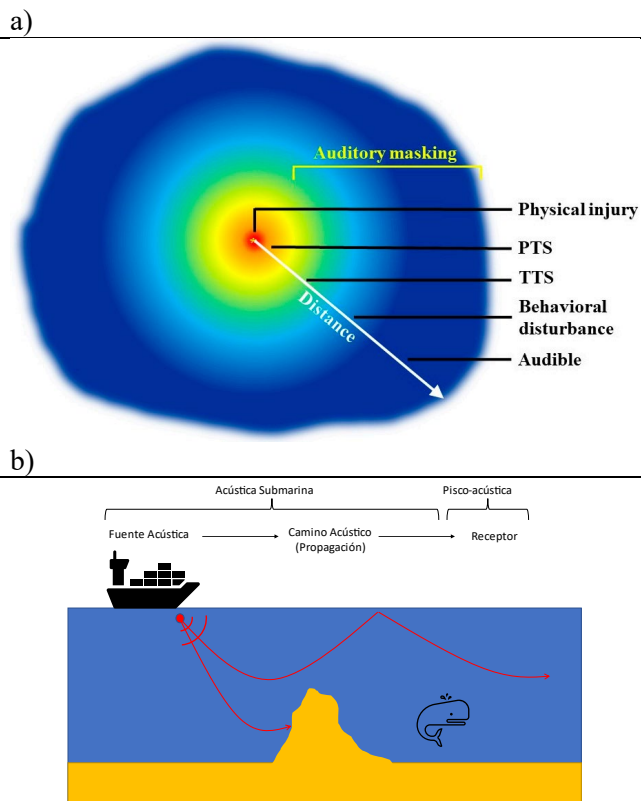 a)
Auditory masking
Physical injury
PTS
TTS
Distance
Behavioral
disturbance
Audible
b)
Acústica Submarina
Pisco-acústica
Fuente Acústica
Camino Acústico
(Propagación)
Receptor